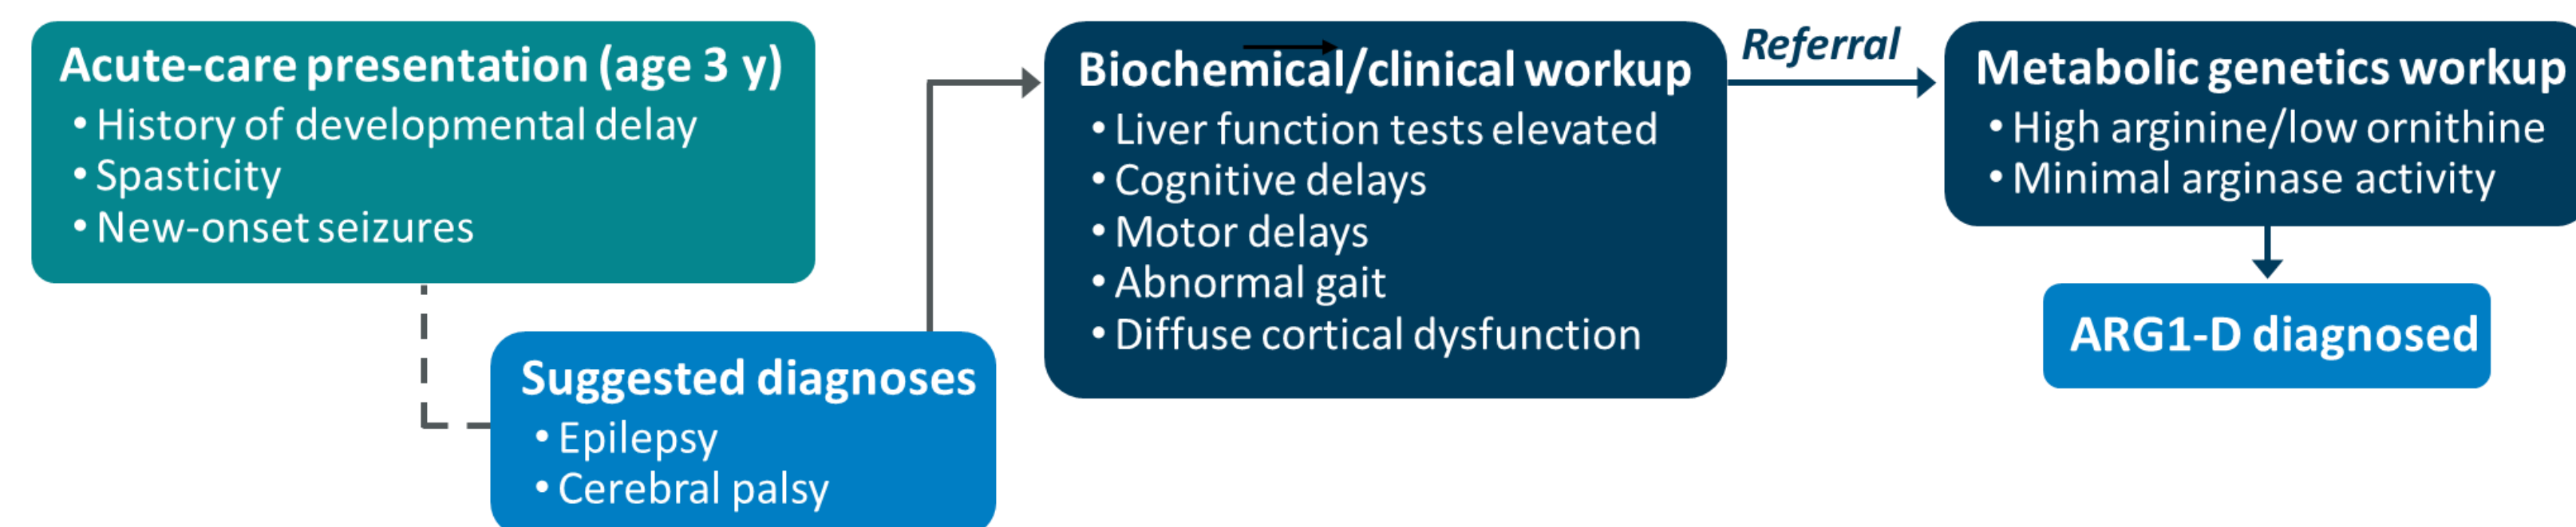 Acute-care presentation (age 3 y)
• History of developmental delay
• Spasticity
• New-onset seizures
Suggested diagnoses
• Epilepsy
• Cerebral palsy
Biochemical/clinical workup
• Liver function tests elevated
• Cognitive delays
• Motor delays
• Abnormal gait
• Diffuse cortical dysfunction
Referral
Metabolic genetics workup
• High arginine/low ornithine
• Minimal arginase activity
ARG1-D diagnosed